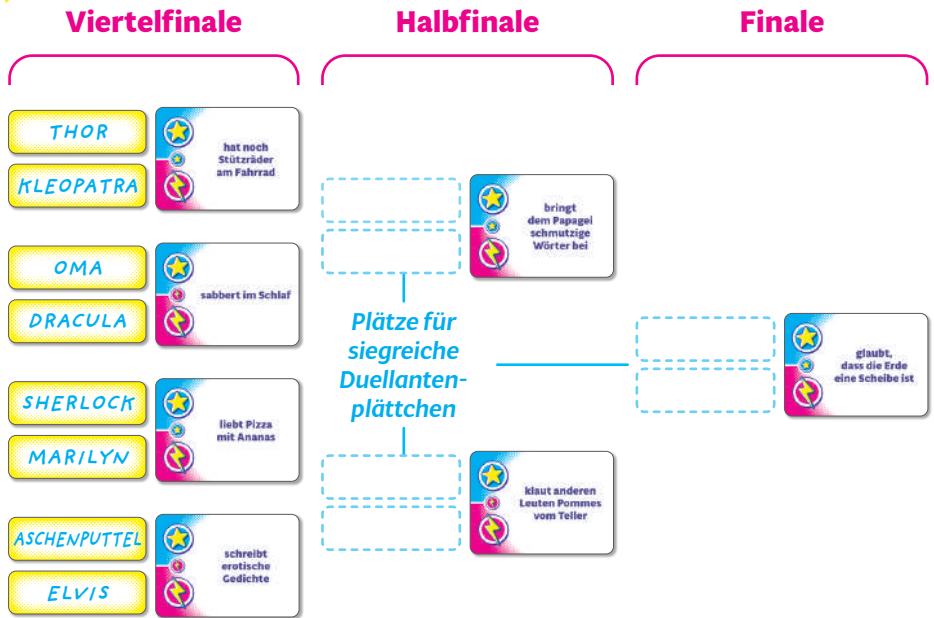 Viertelfinale
Halbfinale
Finale
THOR
KLEOPATRA
hat noch
Stützräder
am Fahrrad
OMA
DRACULA
sabbert im Schlaf
SHERLOCK
MARILYN
liebt Pizza
mit Ananas
ASCHENPUTTEL
ELVIS
schreibt
erotische
Gedichte
bringt
dem Papagei
schmutzige
Wörter bei
Plätze für
siegreiche
Duellanten-
plättchen
klaut anderen
Leuten Pommes
vom Teller
glaubt,
dass die Erde
eine Scheibe ist